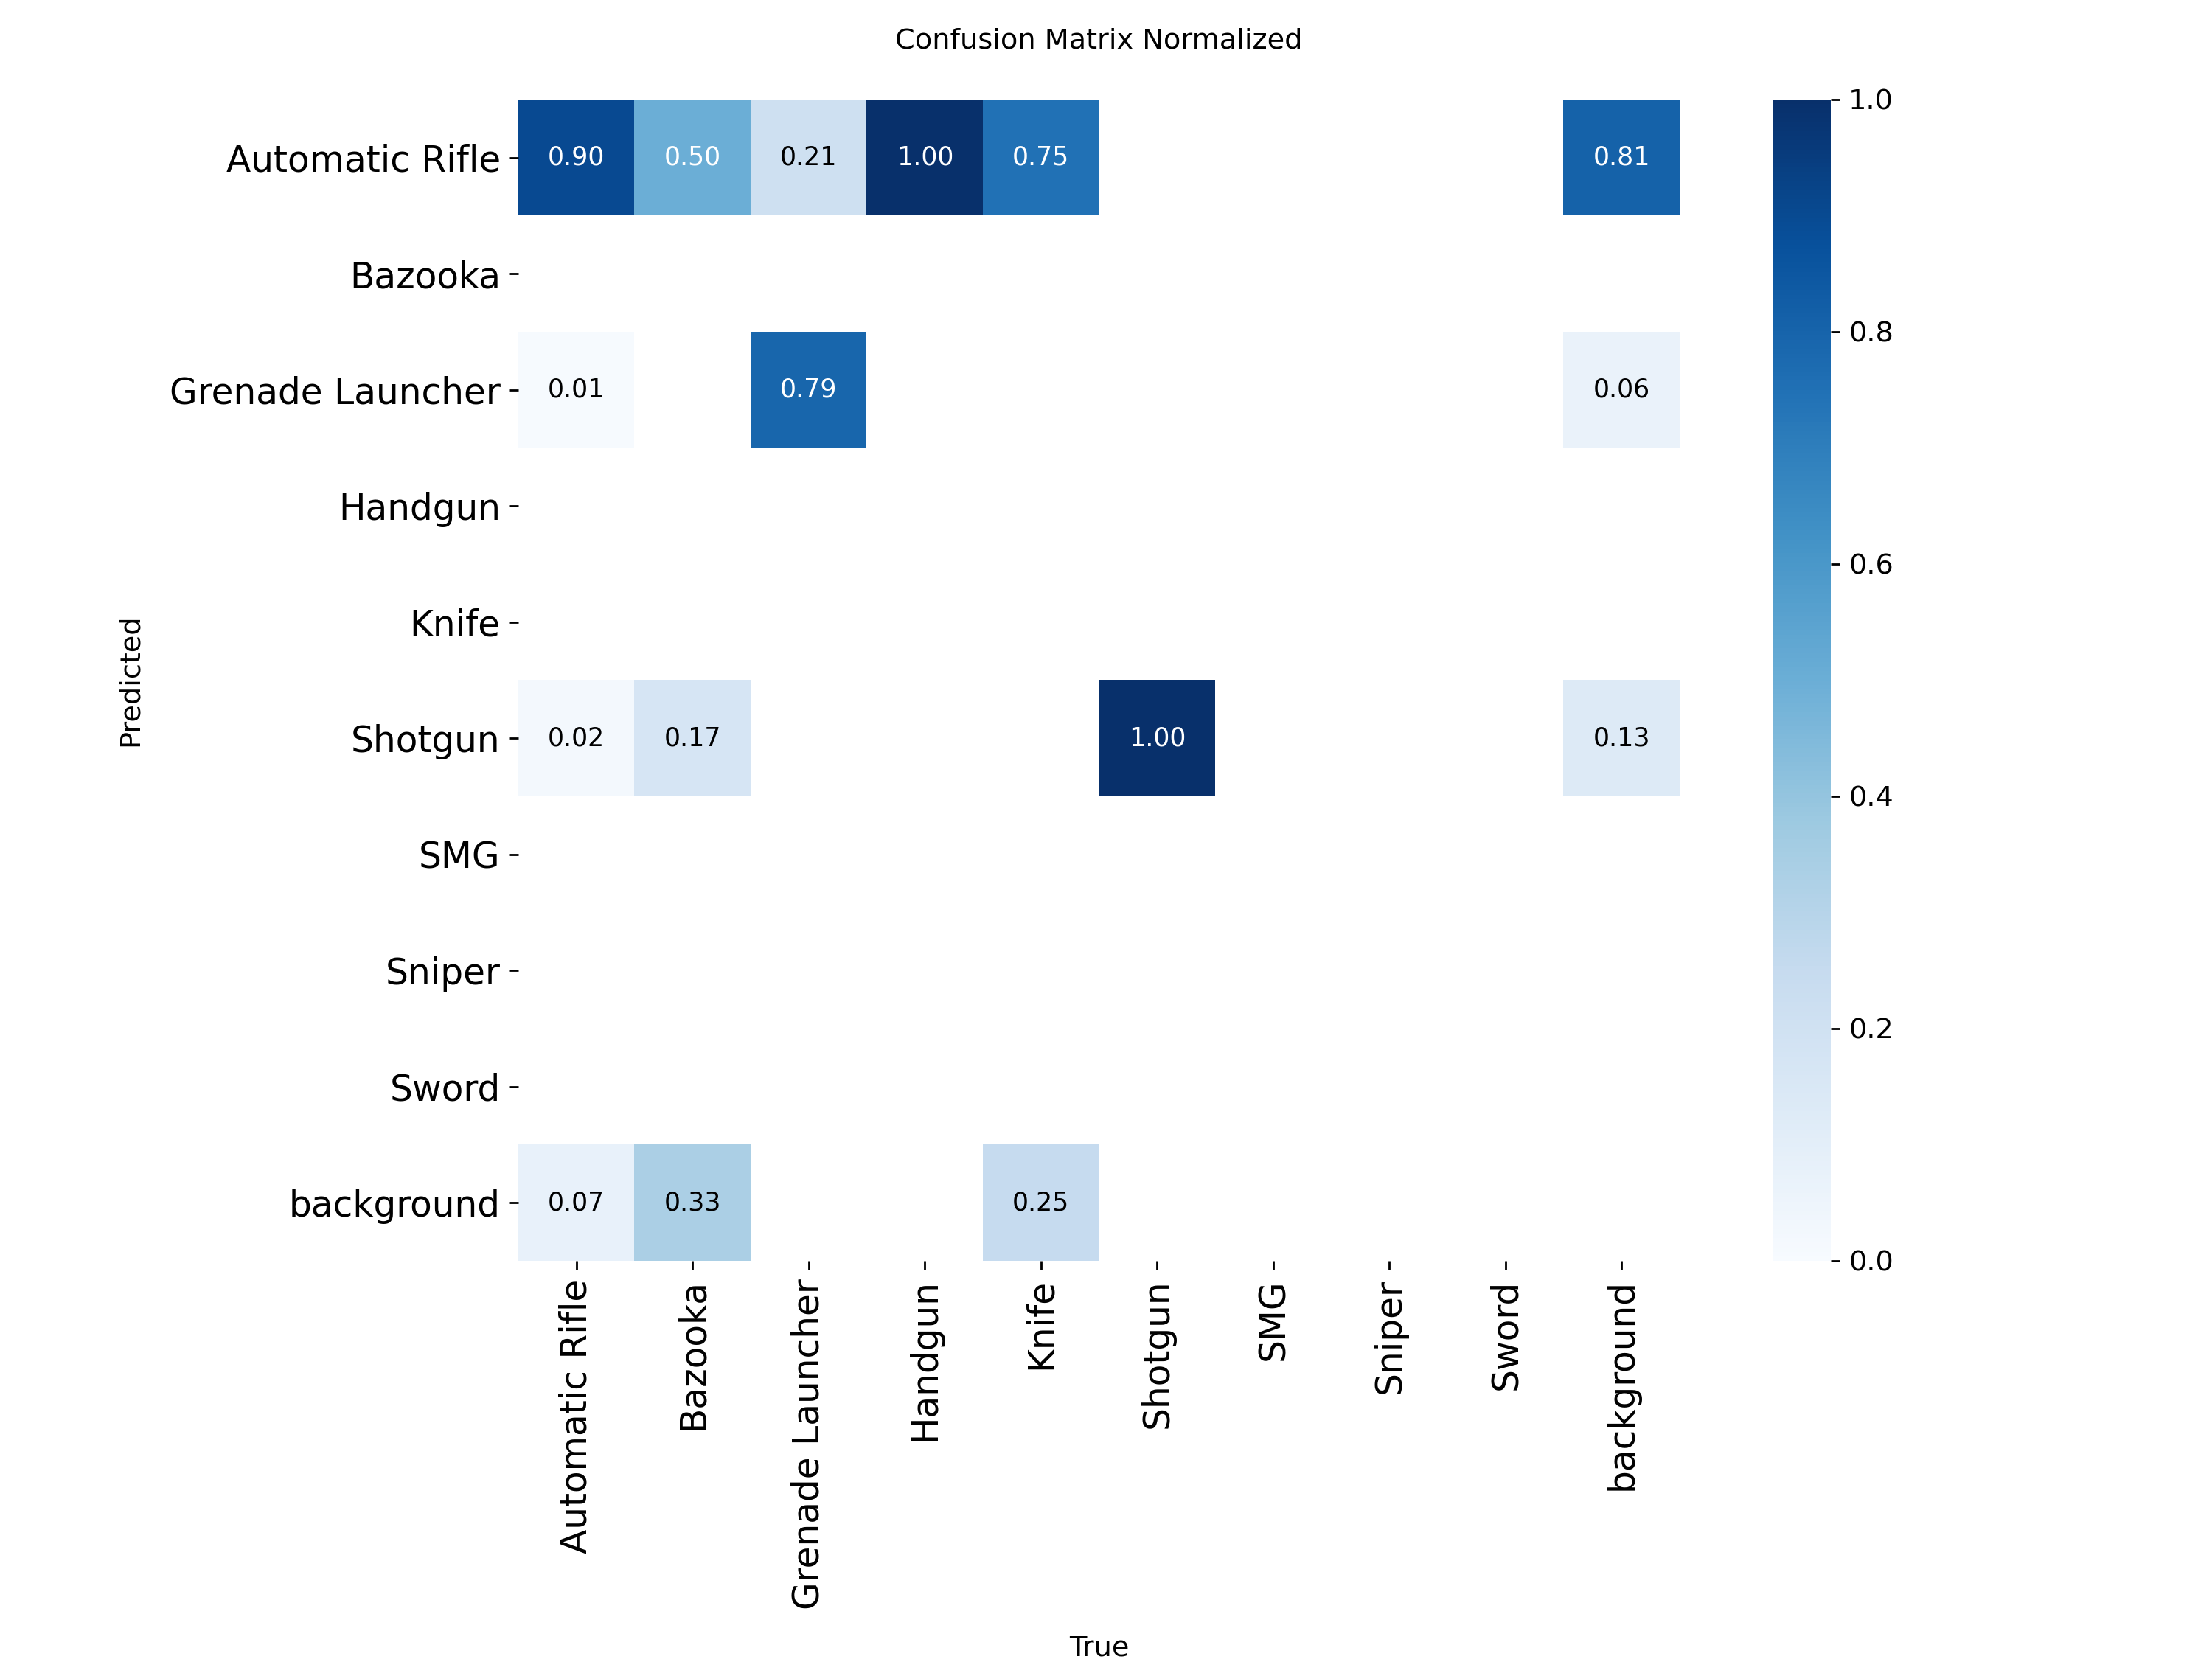 Confusion Matrix Normalized
Automatic Rifle
0.90 0.50 0.21 1.00 0.75 0.81
Bazooka
Grenade Launcher
0.01 0.79 0.06
Handgun
Knife
Shotgun
0.02 0.17 1.00 0.13
SMG
Sniper
Sword
background
0.07 0.33 0.25
Predicted
Automatic Rifle
Bazooka
Grenade Launcher
Handgun
Knife
Shotgun
SMG
Sniper
Sword
background
True
1.0
0.8
0.6
0.4
0.2
0.0